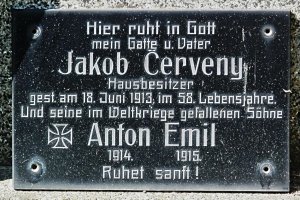 Hier ruht in Gott
mein Gatte u. Vater
Jakob Cerveny
Hausbesitzer
gest. am 18. Juni 1913, im 58. Lebensjahre.
Und seine im Weltkriege gefallenen Söhne
Anton Emil
1914. 1915.
Ruhet sanft!